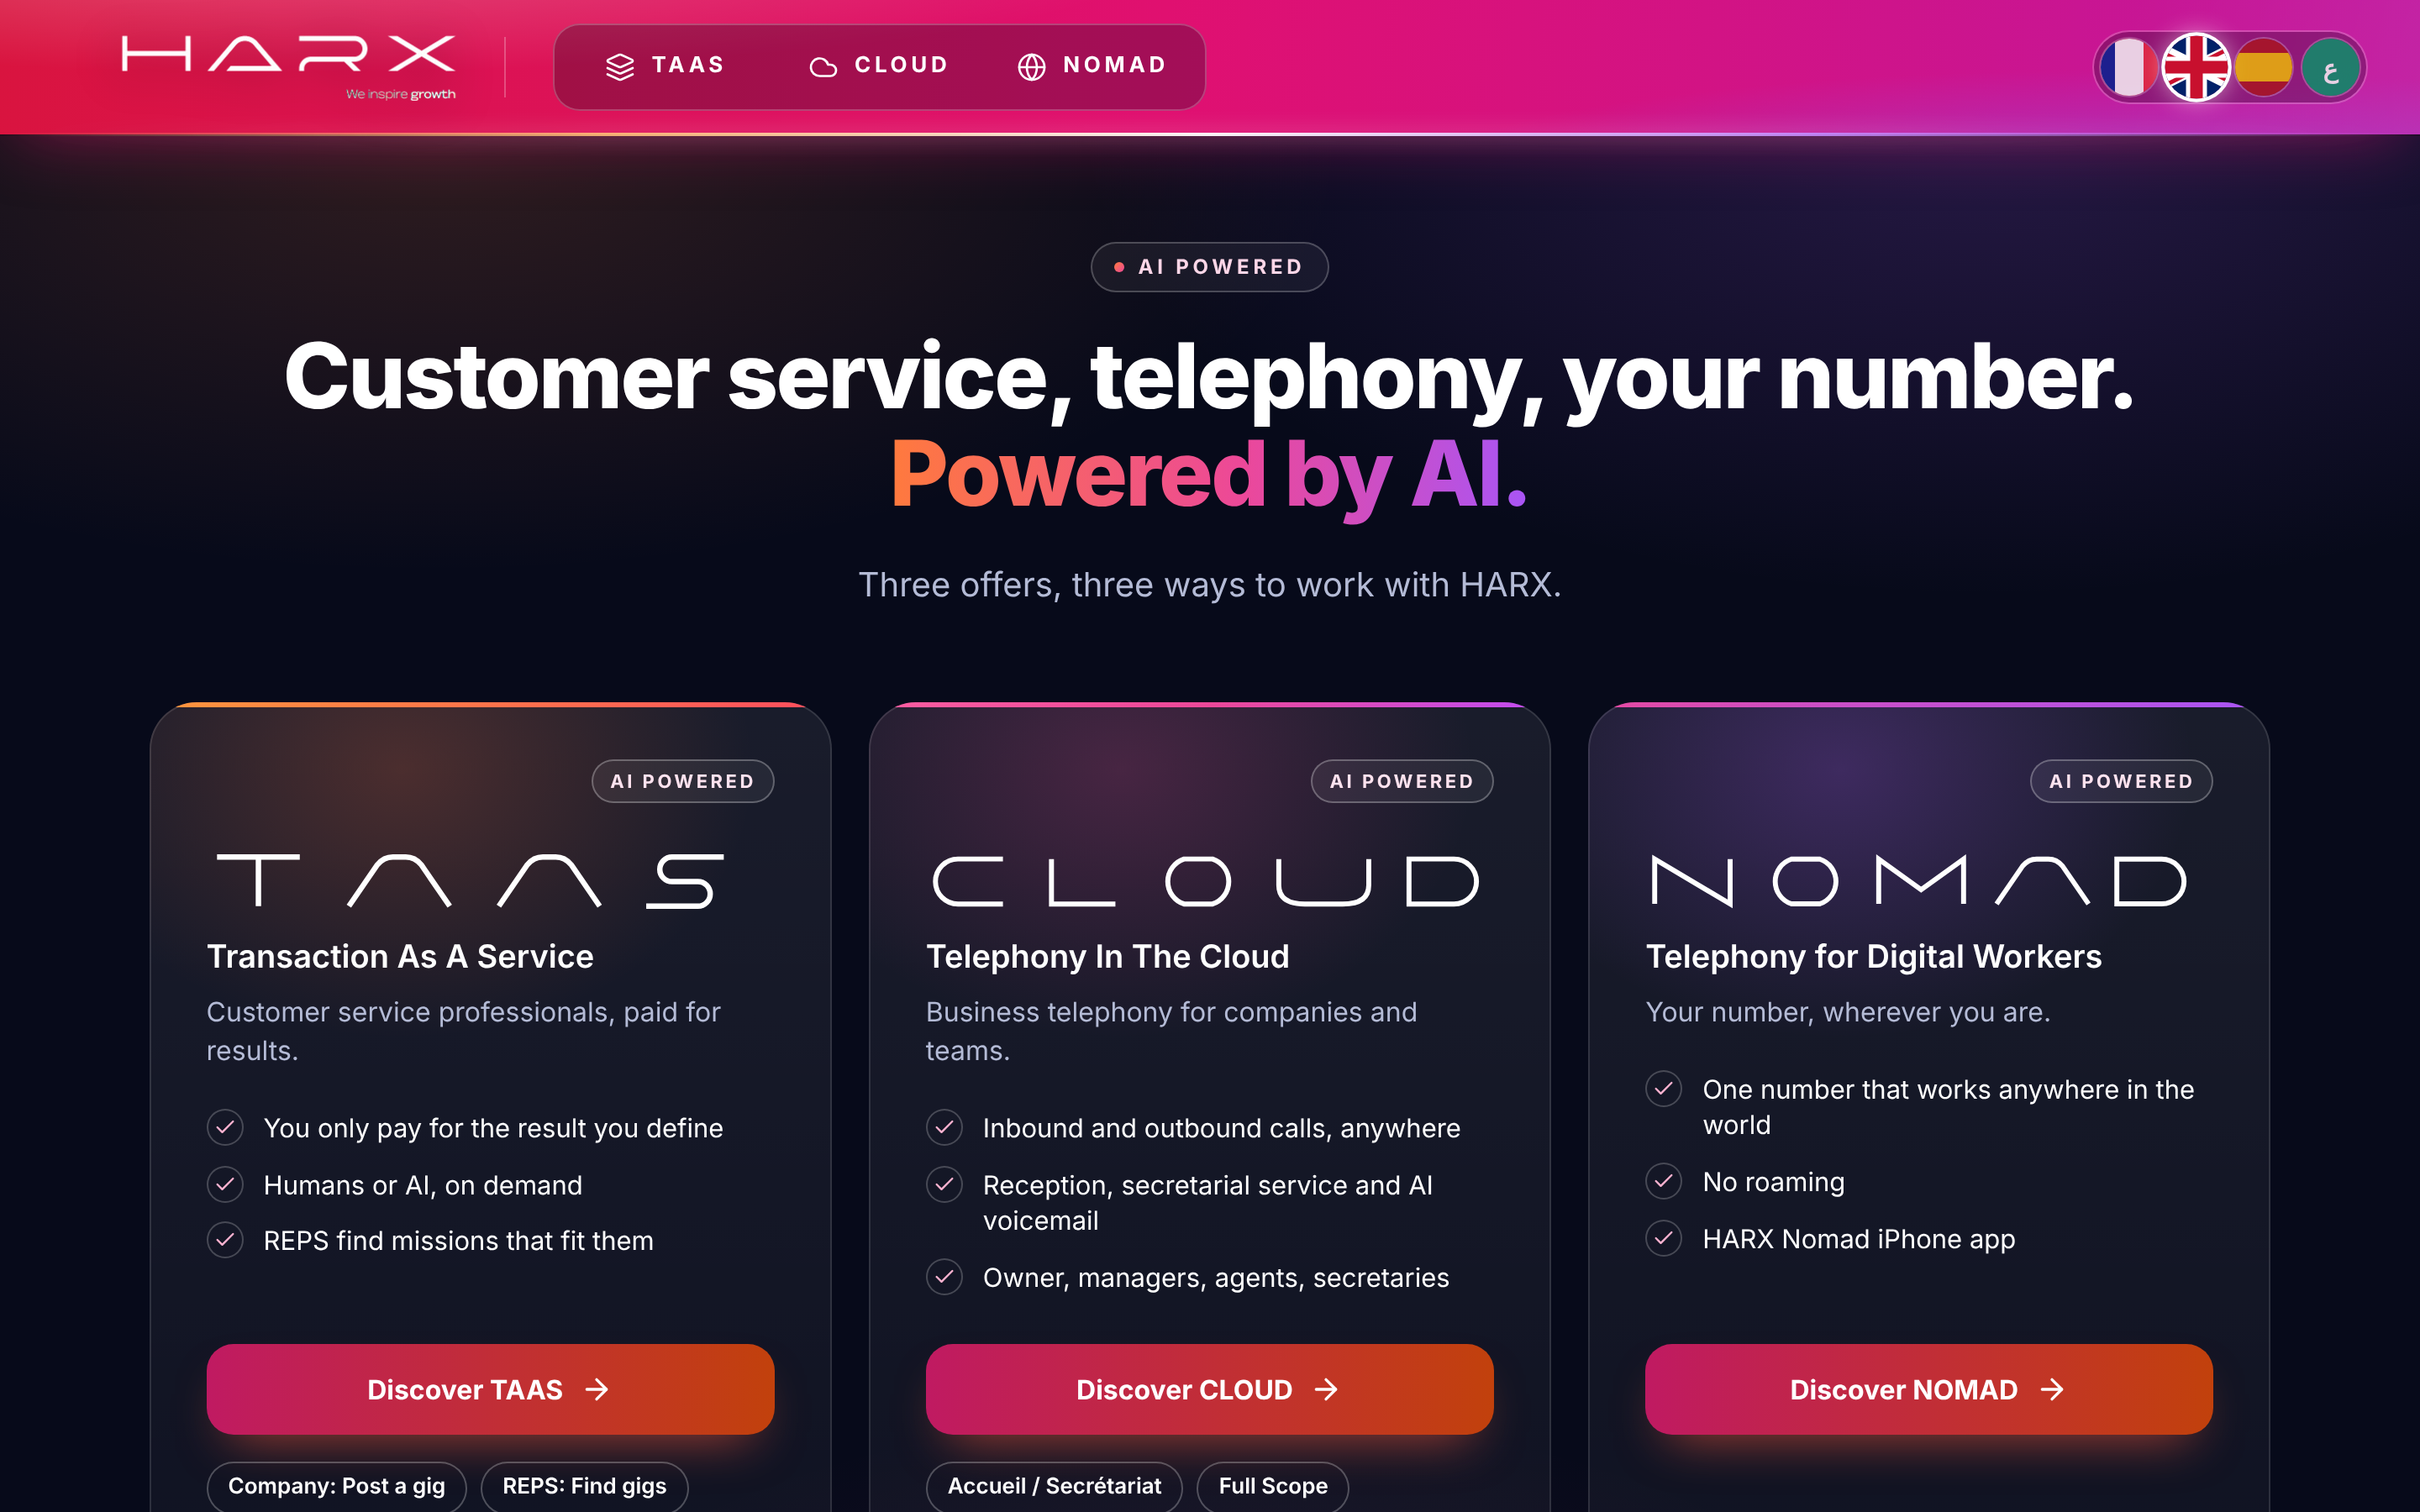 HARX
We inspire growth
TAAS
CLOUD
NOMAD
ع
AI POWERED
Customer service, telephony, your number.
Powered by AI.
Three offers, three ways to work with HARX.
AI POWERED
TAAS
Transaction As A Service
Customer service professionals, paid for
results.
You only pay for the result you define
Humans or AI, on demand
REPS find missions that fit them
Discover TAAS
Company: Post a gig
REPS: Find gigs
AI POWERED
CLOUD
Telephony In The Cloud
Business telephony for companies and
teams.
Inbound and outbound calls, anywhere
Reception, secretarial service and AI
voicemail
Owner, managers, agents, secretaries
Discover CLOUD
Accueil / Secrétariat
Full Scope
AI POWERED
NOMAD
Telephony for Digital Workers
Your number, wherever you are.
One number that works anywhere in the
world
No roaming
HARX Nomad iPhone app
Discover NOMAD